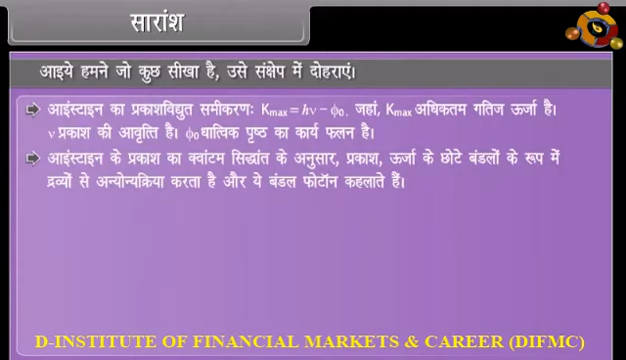 सारांश
आइये हमने जो कुछ सीखा है, उसे संक्षेप में दोहराएं।
आइंस्टाइन का प्रकाशविद्युत समीकरणः Kmax = hν − ϕ0, जहां, Kmax अधिकतम गतिज ऊर्जा है।
ν प्रकाश की आवृत्ति है। ϕ0 धात्विक पृष्ठ का कार्य फलन है।
आइंस्टाइन के प्रकाश का क्वांटम सिद्धांत के अनुसार, प्रकाश, ऊर्जा के छोटे बंडलों के रूप में
द्रव्यों से अन्योन्यक्रिया करता है और ये बंडल फोटॉन कहलाते हैं।
D-INSTITUTE OF FINANCIAL MARKETS & CAREER (DIFMC)